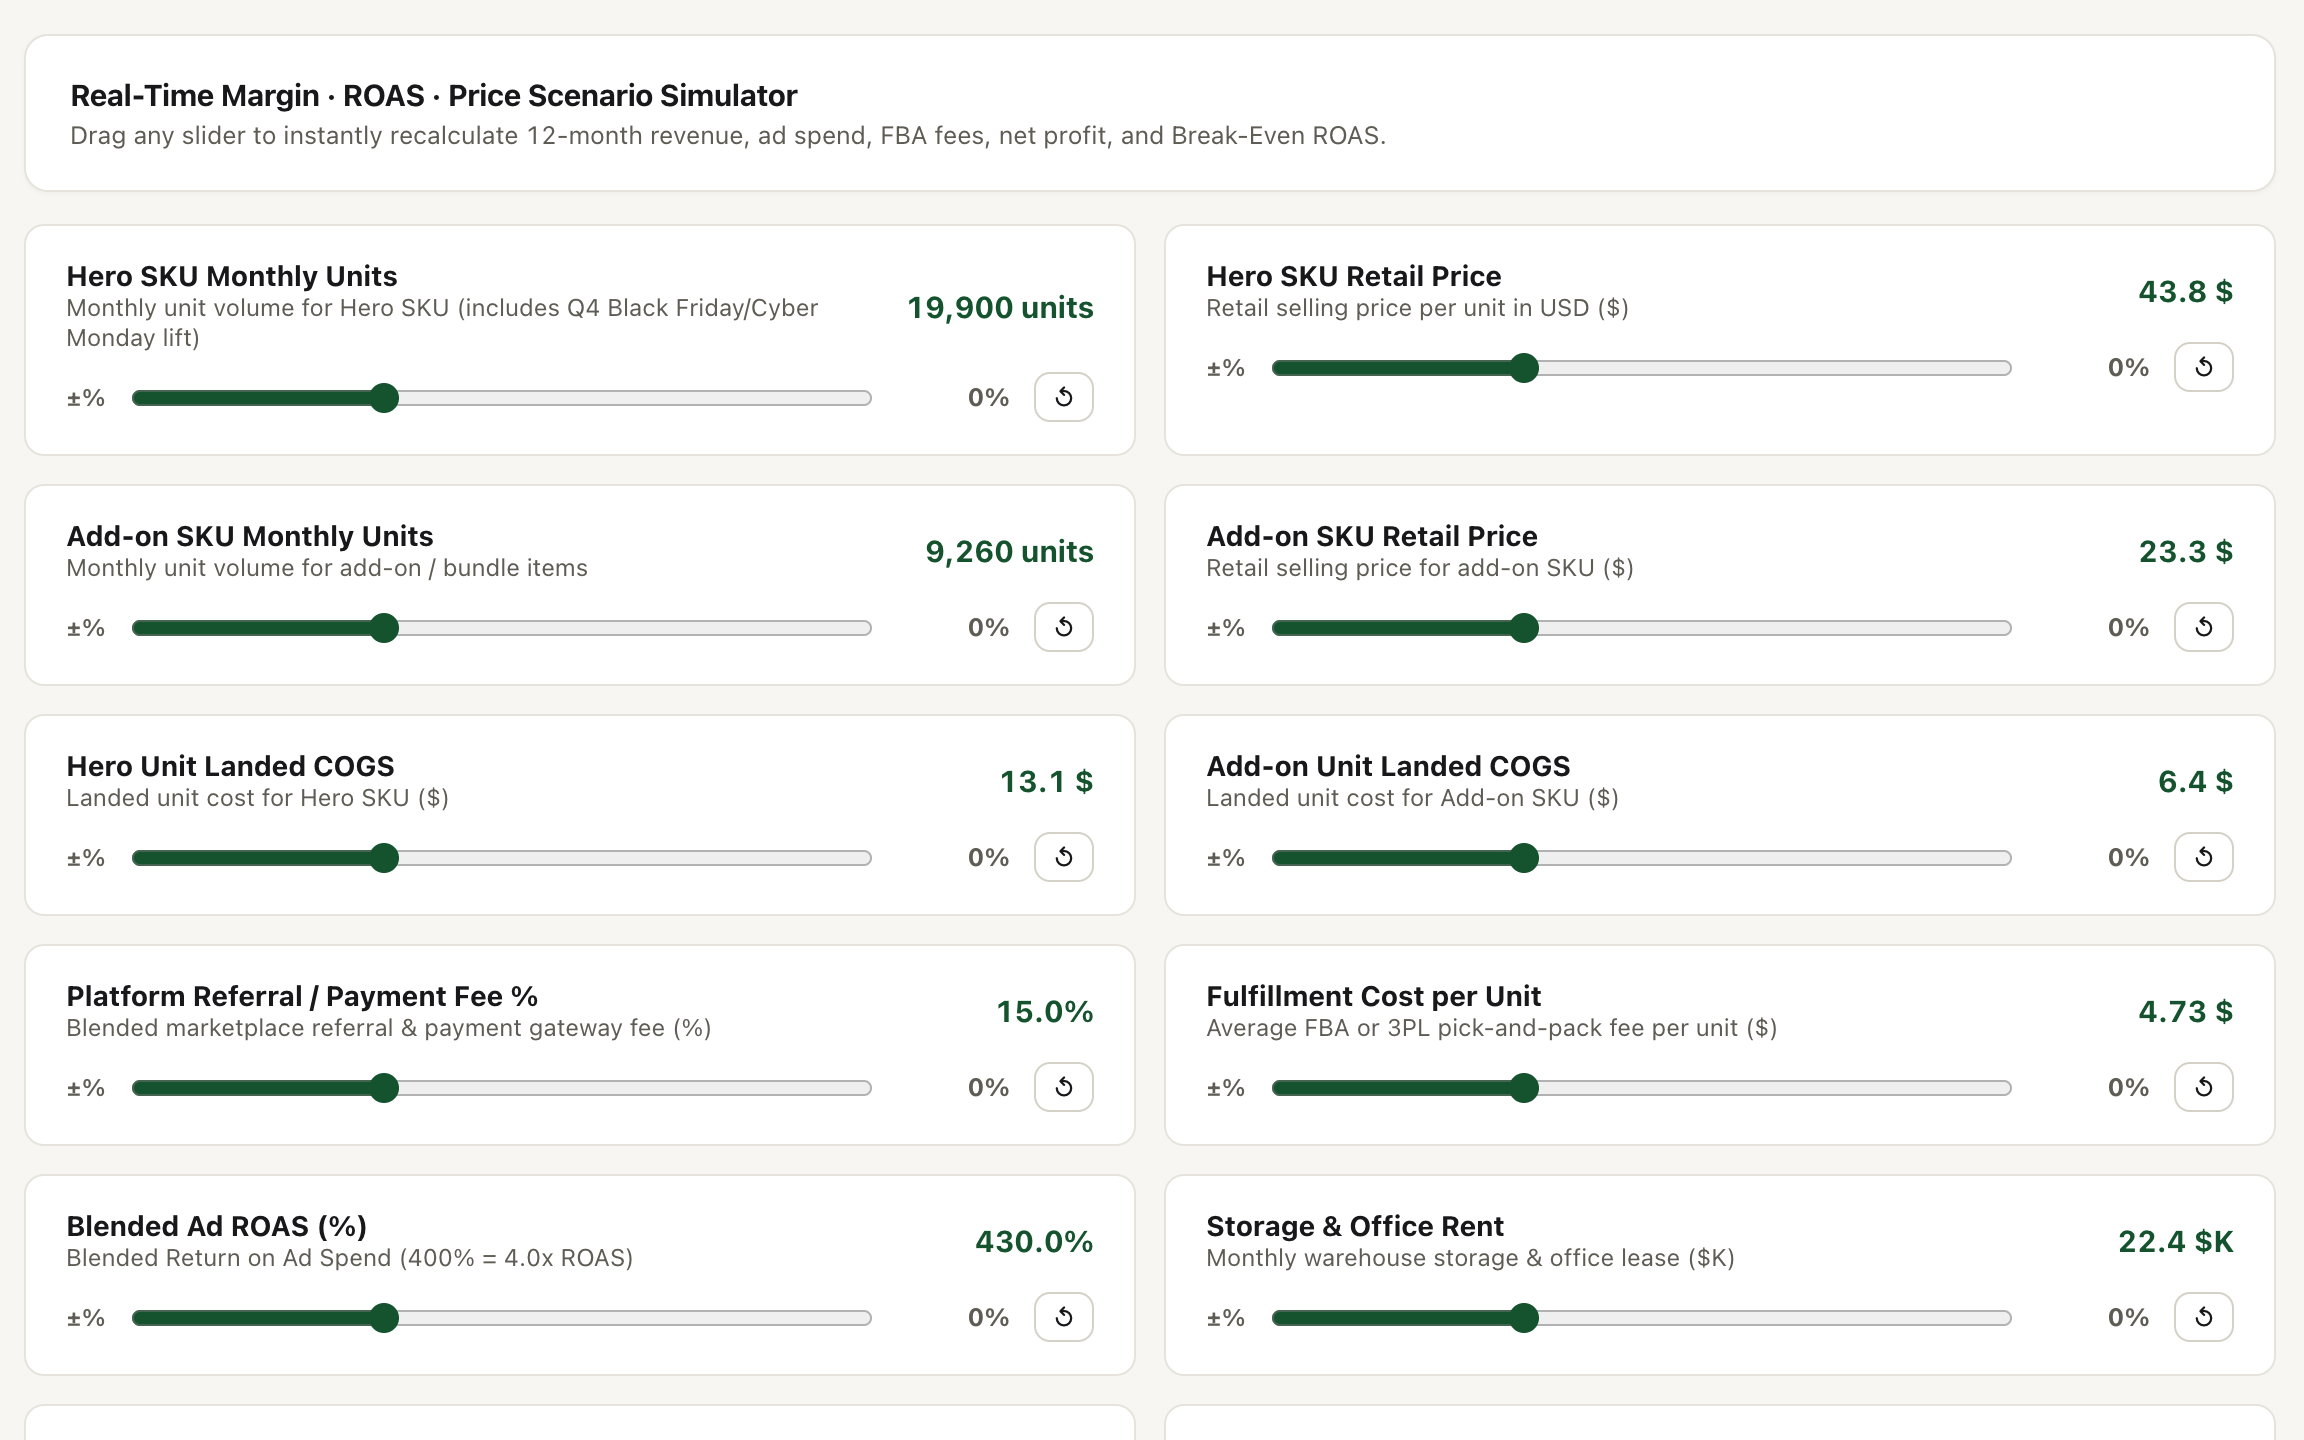 Real-Time Margin · ROAS · Price Scenario Simulator
Drag any slider to instantly recalculate 12-month revenue, ad spend, FBA fees, net profit, and Break-Even ROAS.
Hero SKU Monthly Units
Monthly unit volume for Hero SKU (includes Q4 Black Friday/Cyber
Monday lift)
19,900 units
±%
0%
Hero SKU Retail Price
Retail selling price per unit in USD ($)
43.8 $
±%
0%
Add-on SKU Monthly Units
Monthly unit volume for add-on / bundle items
9,260 units
±%
0%
Add-on SKU Retail Price
Retail selling price for add-on SKU ($)
23.3 $
±%
0%
Hero Unit Landed COGS
Landed unit cost for Hero SKU ($)
13.1 $
±%
0%
Add-on Unit Landed COGS
Landed unit cost for Add-on SKU ($)
6.4 $
±%
0%
Platform Referral / Payment Fee %
Blended marketplace referral & payment gateway fee (%)
15.0%
±%
0%
Fulfillment Cost per Unit
Average FBA or 3PL pick-and-pack fee per unit ($)
4.73 $
±%
0%
Blended Ad ROAS (%)
Blended Return on Ad Spend (400% = 4.0x ROAS)
430.0%
±%
0%
Storage & Office Rent
Monthly warehouse storage & office lease ($K)
22.4 $K
±%
0%